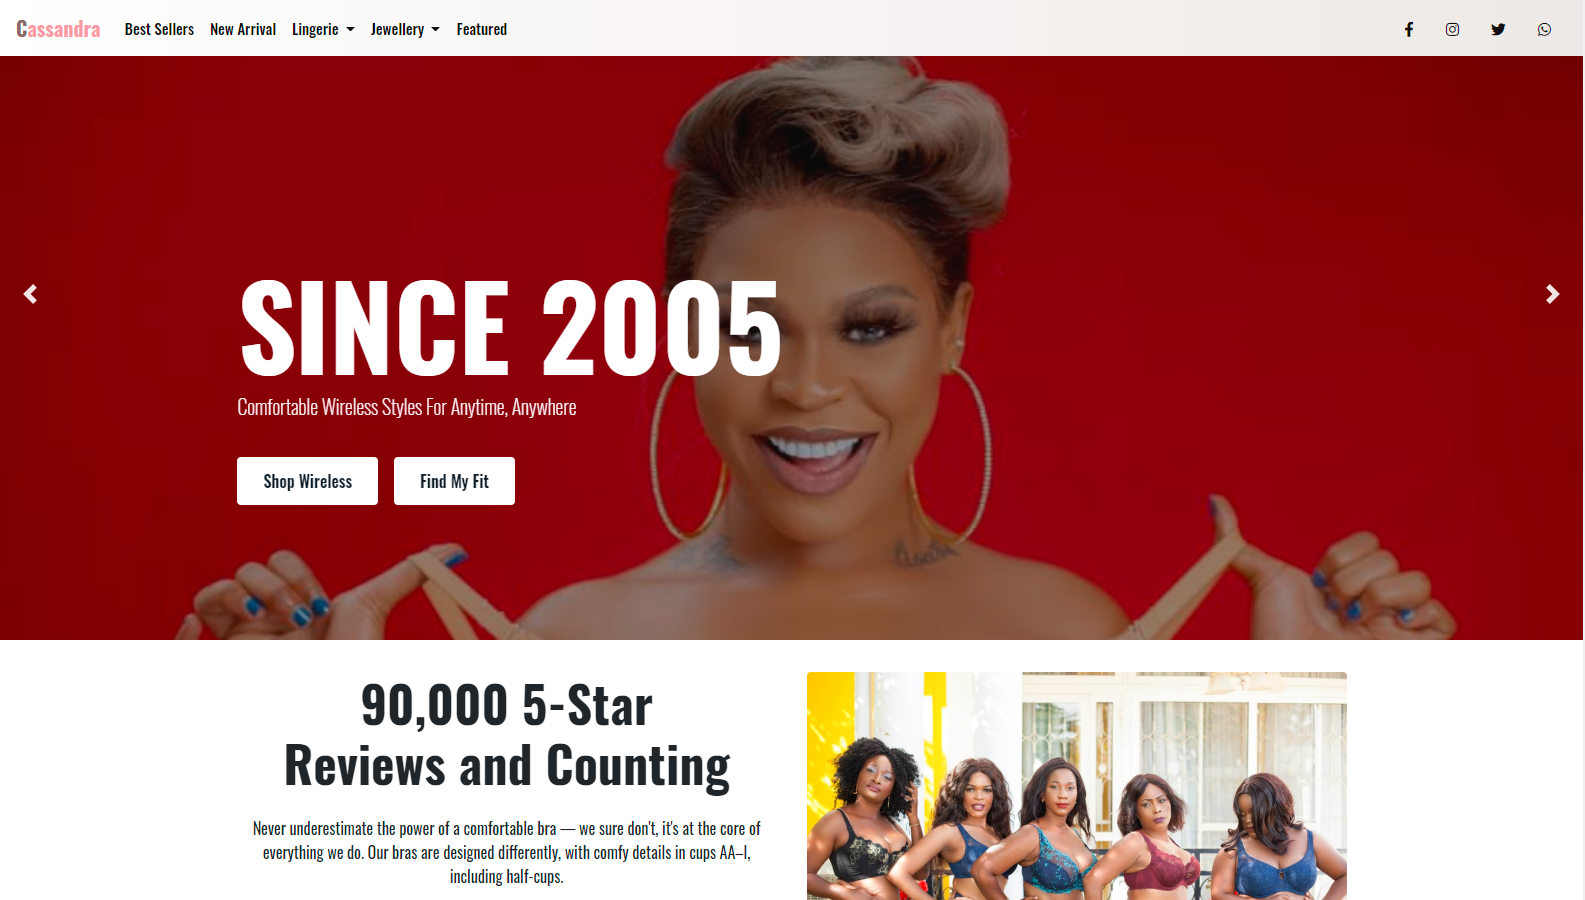 Cassandra
Best Sellers
New Arrival
Lingerie
Jewellery
Featured
SINCE 2005
Comfortable Wireless Styles For Anytime, Anywhere
Shop Wireless
Find My Fit
90,000 5-Star
Reviews and Counting
Never underestimate the power of a comfortable bra — we sure don't, it's at the core of
everything we do. Our bras are designed differently, with comfy details in cups AA–I,
including half-cups.